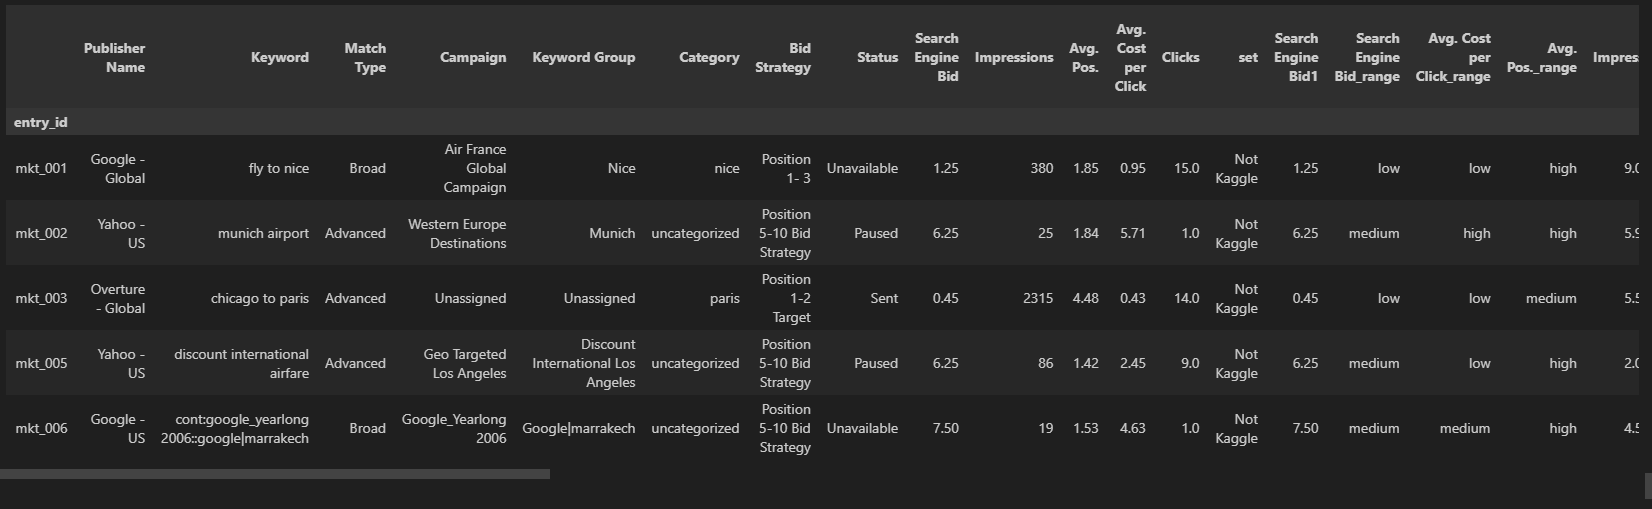 Publisher Name Keyword Match Type Campaign Keyword Group Category Bid Strategy Status Search Engine Bid Impressions Avg. Pos. Avg. Cost per Click Clicks set Search Engine Bid1 Search Engine Bid_range Avg. Cost per Click_range Avg. Pos._range Impres
entry_id
mkt_001 Google - Global fly to nice Broad Air France Global Campaign Nice nice Position 1- 3 Unavailable 1.25 380 1.85 0.95 15.0 Not Kaggle 1.25 low low high 9.0
mkt_002 Yahoo - US munich airport Advanced Western Europe Destinations Munich uncategorized Position 5-10 Bid Strategy Paused 6.25 25 1.84 5.71 1.0 Not Kaggle 6.25 medium high high 5.9
mkt_003 Overture - Global chicago to paris Advanced Unassigned Unassigned paris Position 1-2 Target Sent 0.45 2315 4.48 0.43 14.0 Not Kaggle 0.45 low low medium 5.5
mkt_005 Yahoo - US discount international airfare Advanced Geo Targeted Los Angeles Discount International Los Angeles uncategorized Position 5-10 Bid Strategy Paused 6.25 86 1.42 2.45 9.0 Not Kaggle 6.25 medium low high 2.0
mkt_006 Google - US cont:google_yearlong 2006::google|marrakech Broad Google_Yearlong 2006 Google|marrakech uncategorized Position 5-10 Bid Strategy Unavailable 7.50 19 1.53 4.63 1.0 Not Kaggle 7.50 medium medium high 4.5